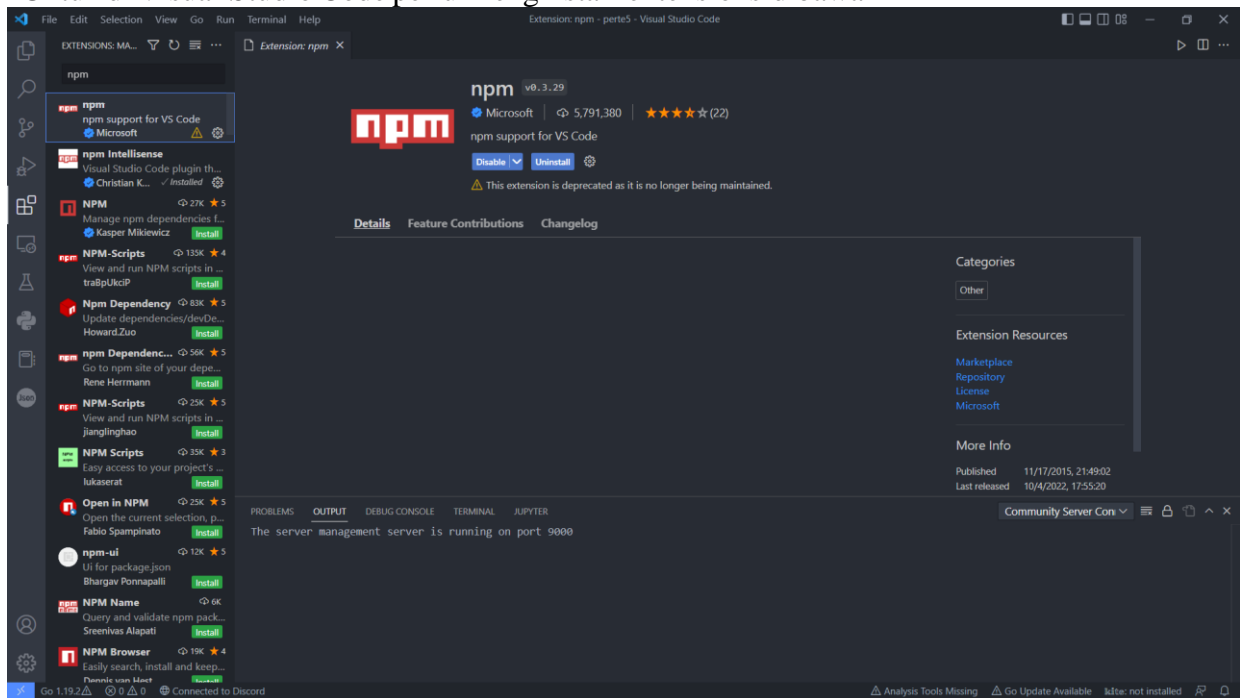 File Edit Selection View Go Run Terminal Help
Extension: npm - perte5 - Visual Studio Code
EXTENSIONS: MA...
Extension: npm
npm
npm
npm support for VS Code
Microsoft
npm Intellisense
Visual Studio Code plugin th...
Christian K... Installed
NPM 27K 5
Manage npm dependencies f...
Kasper Mikiewicz Install
NPM-Scripts 135K 4
View and run NPM scripts in ...
traBpUkciP Install
Npm Dependency 83K 5
Update dependencies/devDe...
Howard.Zuo Install
npm Dependenc... 56K 5
Go to npm site of your depe...
Rene Herrmann Install
NPM-Scripts 25K 5
View and run NPM scripts in ...
jianglinghao Install
NPM Scripts 35K 3
Easy access to your project's ...
lukaserat Install
Open in NPM 25K 5
Open the current selection, p...
Fabio Spampinato Install
npm-ui 12K 5
Ui for package.json
Bhargav Ponnapalli Install
NPM Name 6K
Query and validate npm pack...
Sreenivas Alapati Install
NPM Browser 19K 4
Easily search, install and keep...
Dennis van Hest Install
npm
npm v0.3.29
Microsoft 5,791,380 (22)
npm support for VS Code
Disable Uninstall
This extension is deprecated as it is no longer being maintained.
Details Feature Contributions Changelog
Categories
Other
Extension Resources
Marketplace
Repository
License
Microsoft
More Info
Published 11/17/2015, 21:49:02
Last released 10/4/2022, 17:55:20
PROBLEMS OUTPUT DEBUG CONSOLE TERMINAL JUPYTER
Community Server Con
The server management server is running on port 9000
Go 1.19.2 0 0 Connected to Discord
Analysis Tools Missing Go Update Available kite: not installed